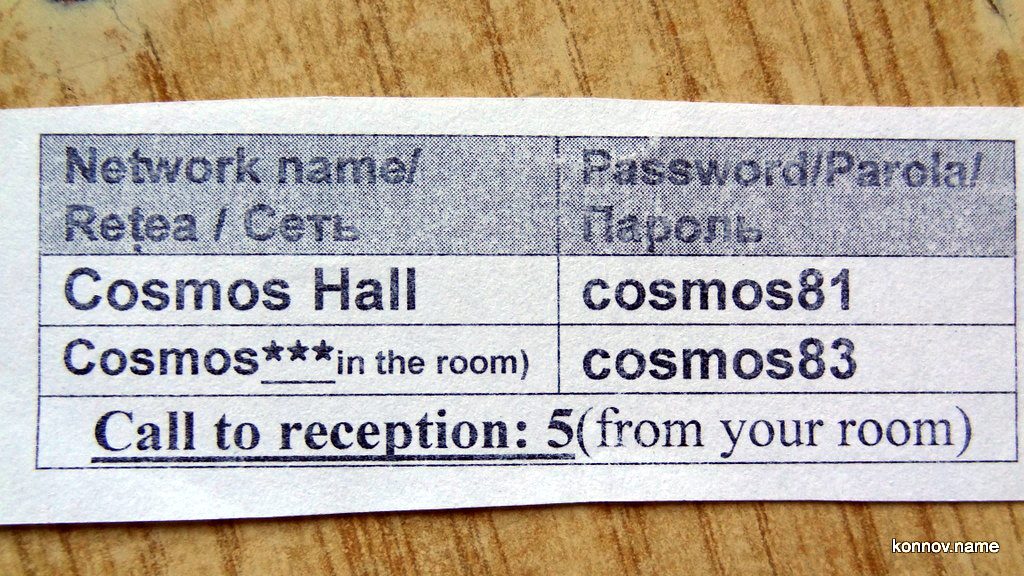 Network name/ Password/Parola/
Rețea / Сеть Пароль
Cosmos Hall cosmos81
Cosmos***in the room) cosmos83
Call to reception: 5(from your room)
konnov.name